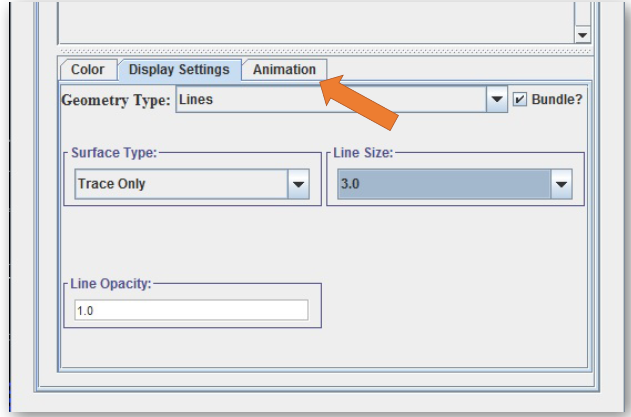 Color Display Settings Animation
Geometry Type: Lines Bundle?
Surface Type: Line Size:
Trace Only 3.0
Line Opacity:
1.0